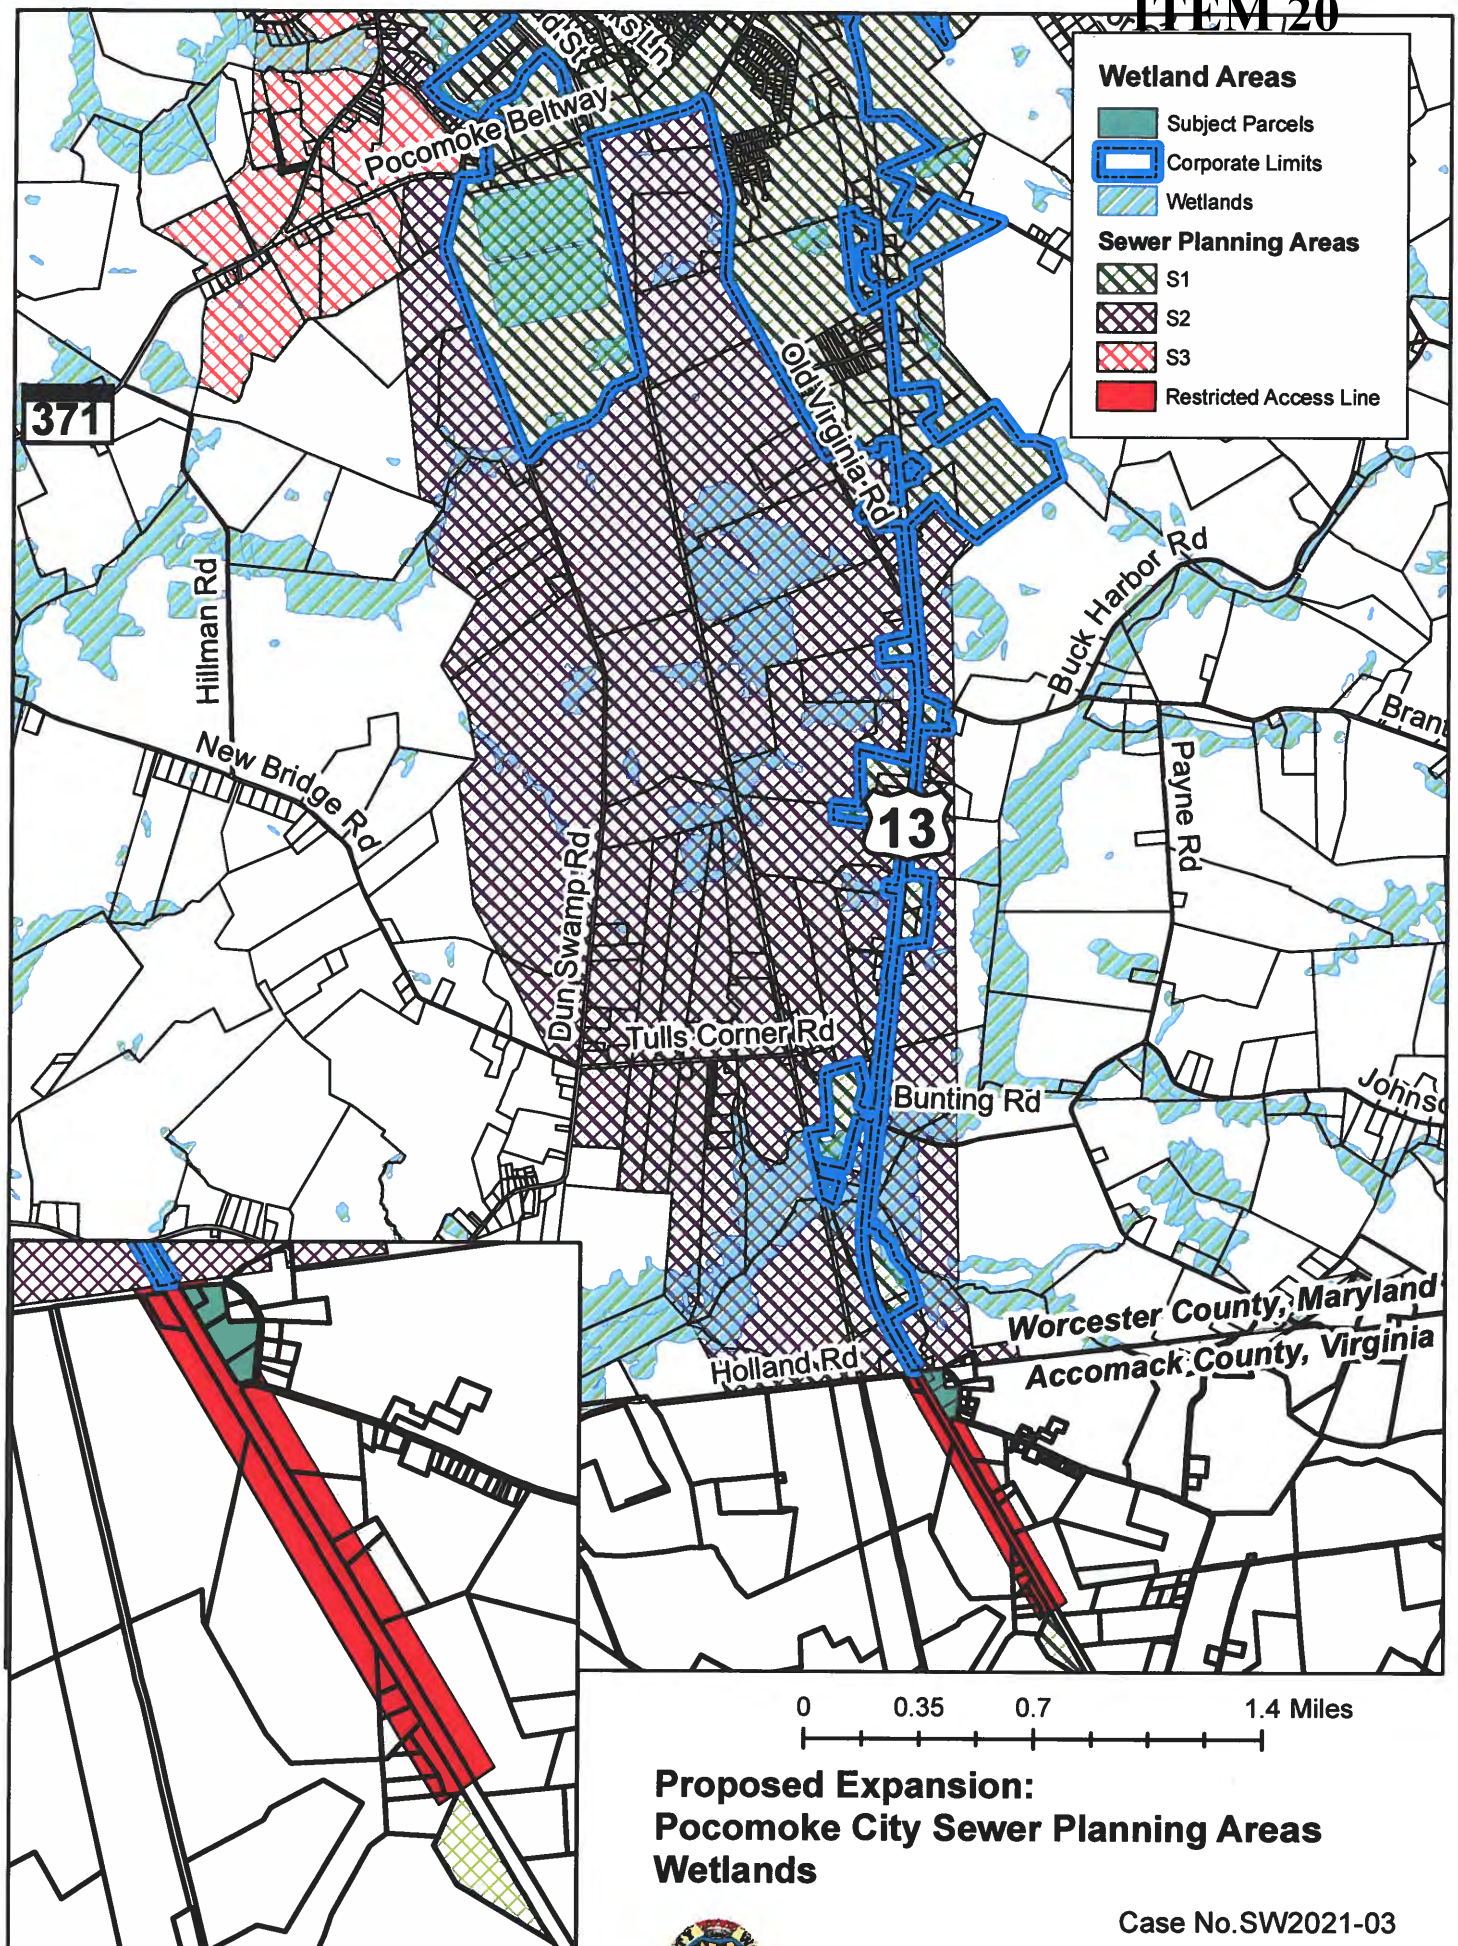 ITEM 20
Wetland Areas
Subject Parcels
Corporate Limits
Wetlands
Sewer Planning Areas
S1
S2
S3
Restricted Access Line
Pocomoke Beltway
Old Virginia Rd
371
Hillman Rd
Buck Harbor Rd
New Bridge Rd
Payne Rd
13
Dun Swamp Rd
Tulls Corner Rd
Bunting Rd
Worcester County, Maryland
Accomack County, Virginia
Holland Rd
0 0.35 0.7 1.4 Miles
Proposed Expansion:
Pocomoke City Sewer Planning Areas
Wetlands
Case No.SW2021-03